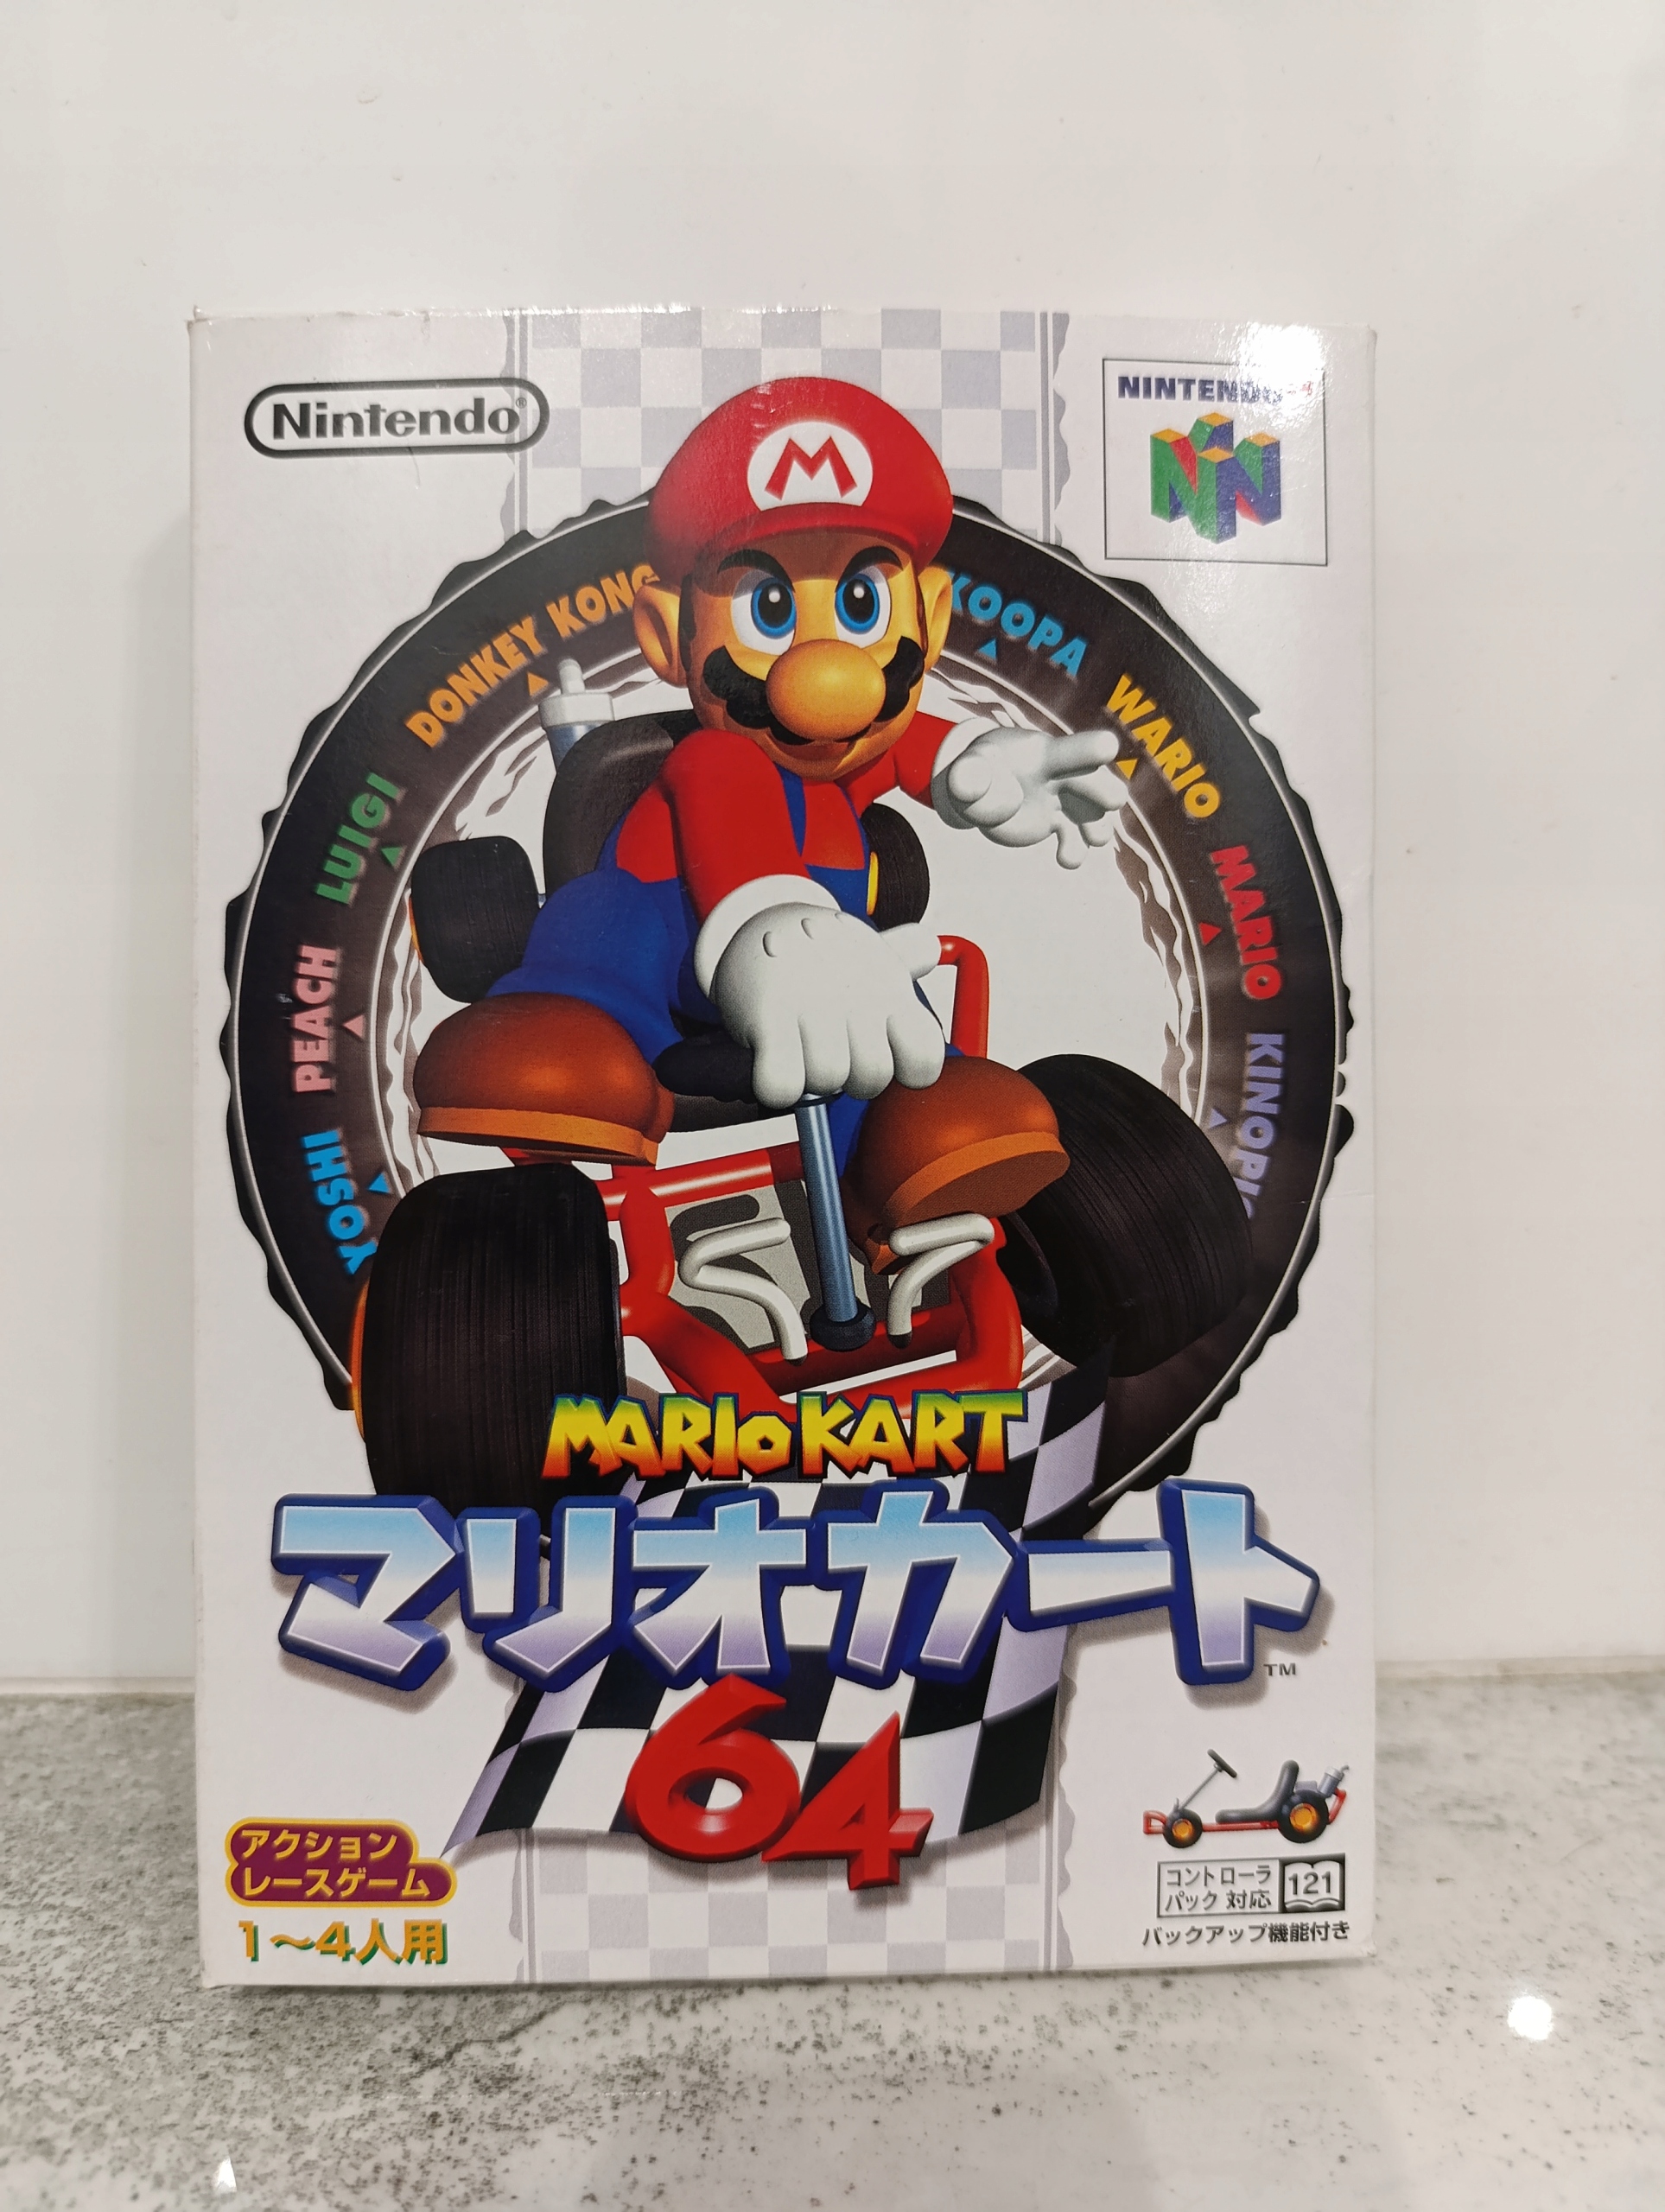 Nintendo®
NINTENDO64
M
DONKEY KONG
KOOPA
WARIO
LUIGI
MARIO
PEACH
YOSHI
MARIO KART
マリオカート
TM
64
アクション
レースゲーム
1〜4人用
コントローラ
パック 対応
121
バックアップ機能付き